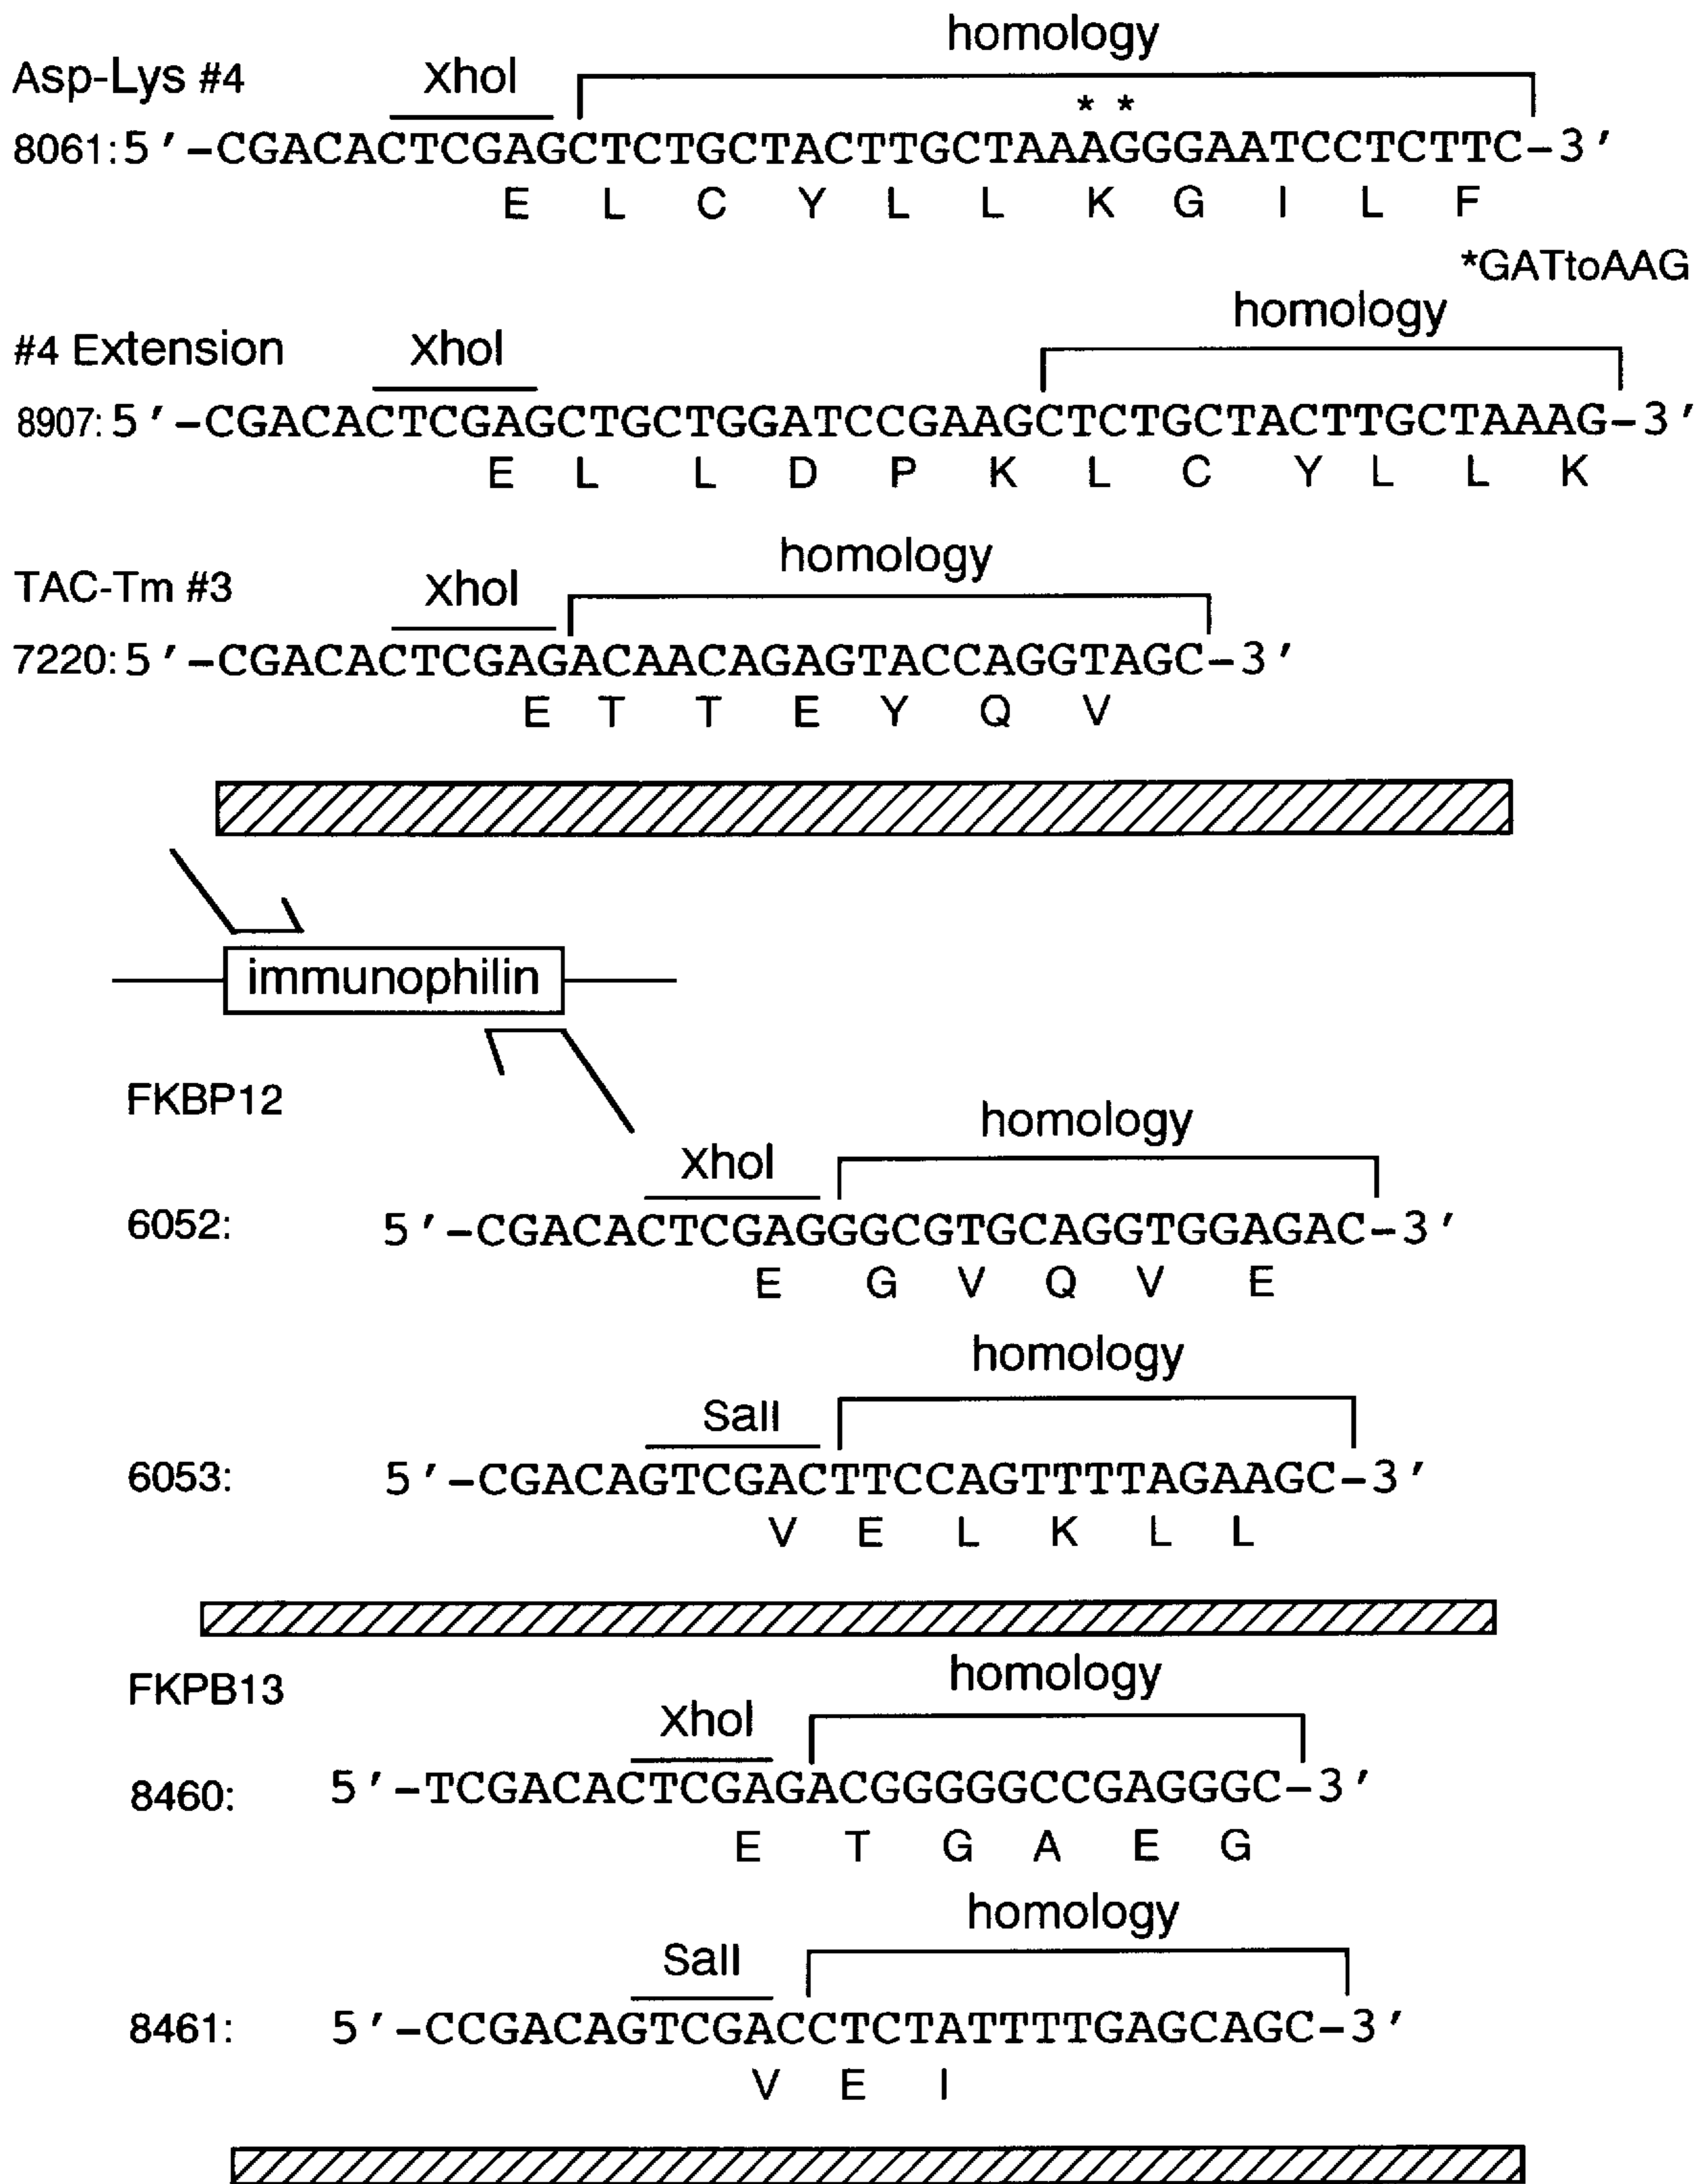 homology
Asp-Lys #4 XhoI
* *
8061: 5'-CGACACTCGAGCTCTGCTACTTGCTAAAGGGAATCCTCTTC-3'
E L C Y L L K G I L F
*GATtoAAG
homology
#4 Extension XhoI
8907: 5'-CGACACTCGAGCTGCTGGATCCGAAGCTCTGCTACTTGCTAAAG-3'
E L L D P K L C Y L L K
homology
TAC-Tm #3 XhoI
7220: 5'-CGACACTCGAGACAACAGAGTACCAGGTAGC-3'
E T T E Y Q V
immunophilin
FKBP12
homology
XhoI
6052: 5'-CGACACTCGAGGGCGTGCAGGTGGAGAC-3'
E G V Q V E
homology
SalI
6053: 5'-CGACAGTCGACTTCCAGTTTTAGAAGC-3'
V E L K L L
homology
FKPB13
XhoI
8460: 5'-TCGACACTCGAGACGGGGGCCGAGGGC-3'
E T G A E G
homology
SalI
8461: 5'-CCGACAGTCGACCTCTATTTTGAGCAGC-3'
V E I